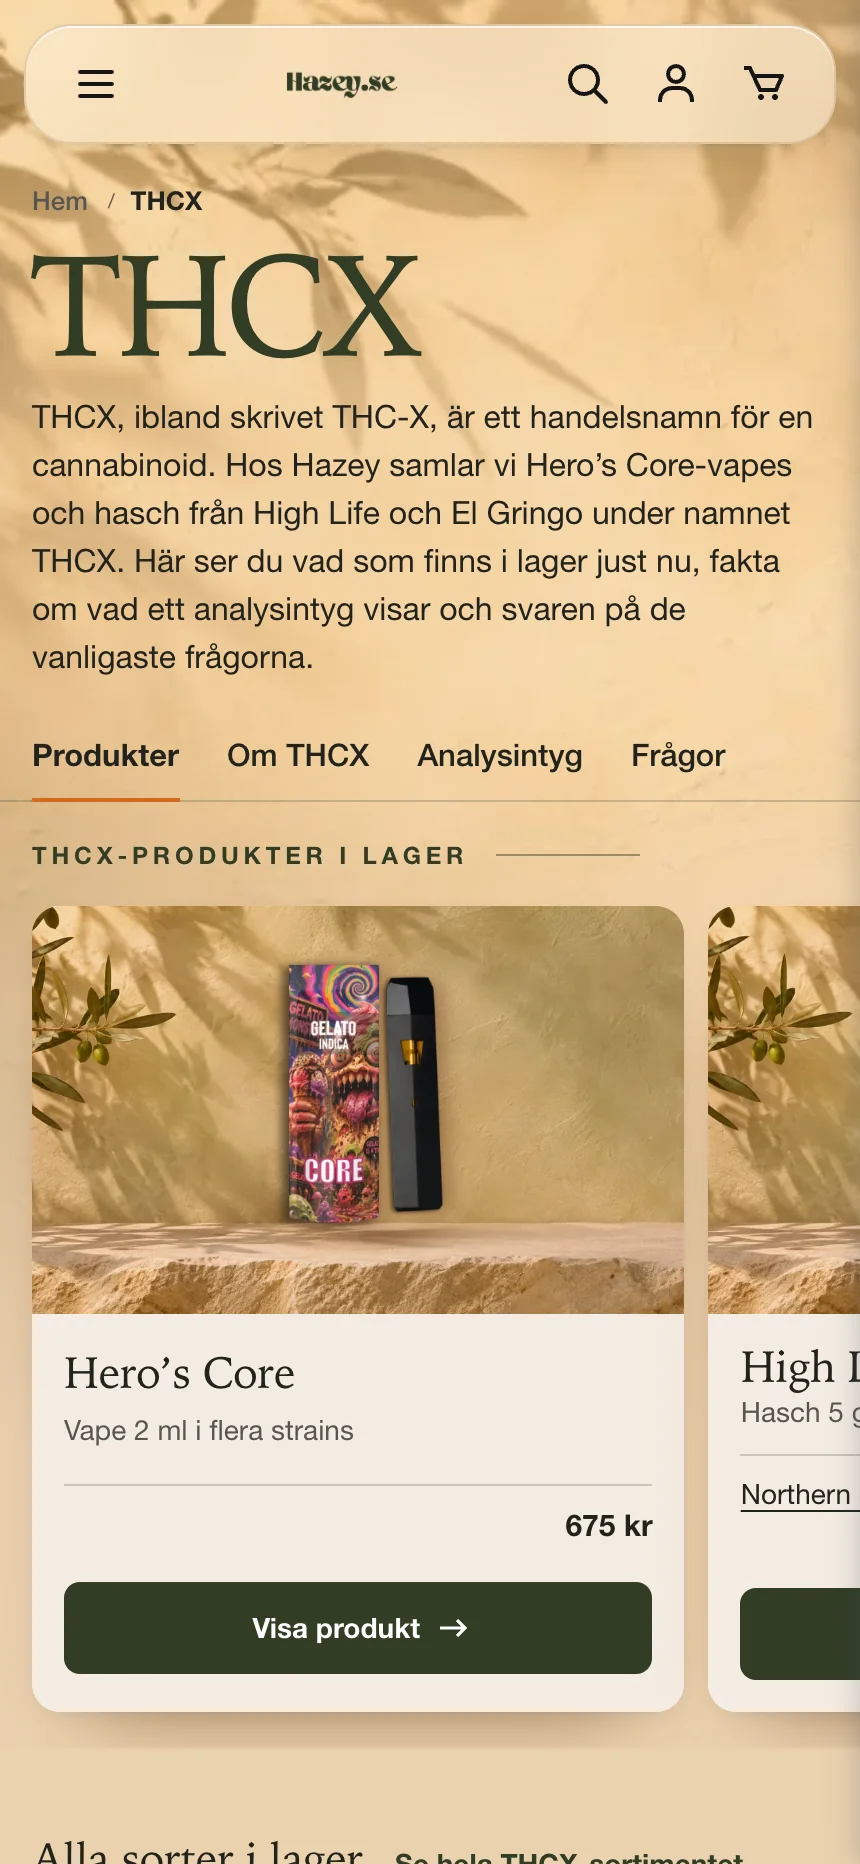 Hazey.se
Hem / THCX
THCX
THCX, ibland skrivet THC-X, är ett handelsnamn för en
cannabinoid. Hos Hazey samlar vi Hero’s Core-vapes
och hasch från High Life och El Gringo under namnet
THCX. Här ser du vad som finns i lager just nu, fakta
om vad ett analysintyg visar och svaren på de
vanligaste frågorna.
Produkter Om THCX Analysintyg Frågor
THCX-PRODUKTER I LAGER
GELATO
INDICA
CORE
Hero’s Core
Vape 2 ml i flera strains
675 kr
Visa produkt →
High
Hasch 5
Northern
Alla sorter i lager Se hela THCX-sortimentet